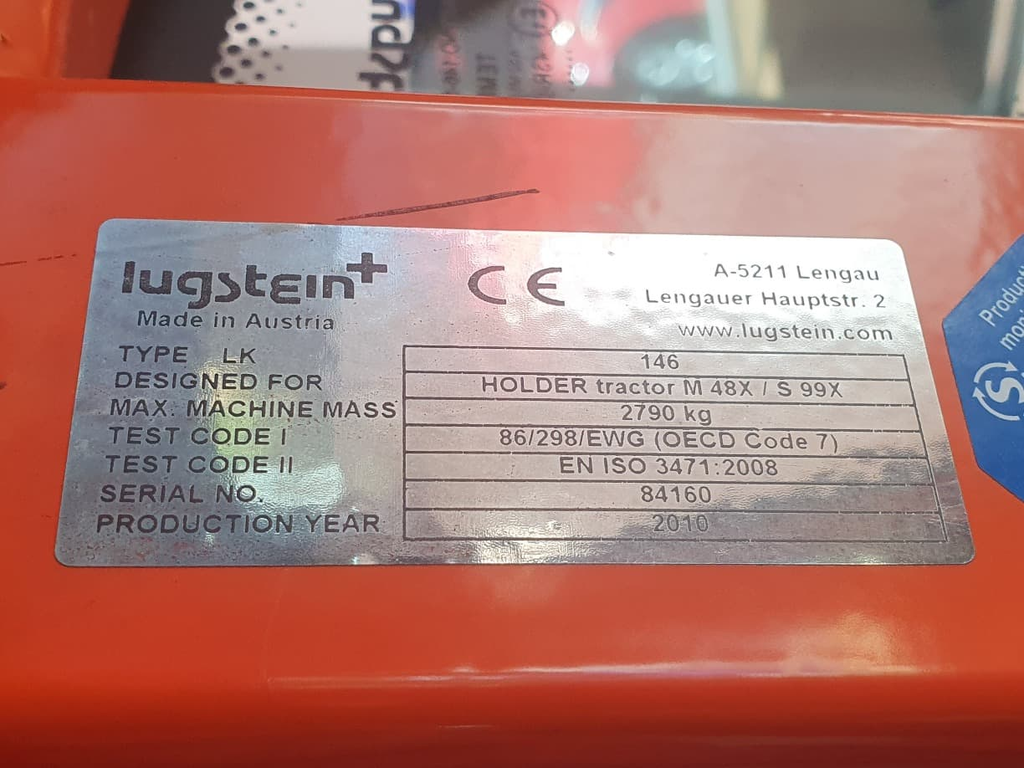 lugstein+
Made in Austria
CE
A-5211 Lengau
Lengauer Hauptstr. 2
www.lugstein.com
TYPE LK 146
DESIGNED FOR HOLDER tractor M 48X / S 99X
MAX. MACHINE MASS 2790 kg
TEST CODE I 86/298/EWG (OECD Code 7)
TEST CODE II EN ISO 3471:2008
SERIAL NO. 84160
PRODUCTION YEAR 2010
S